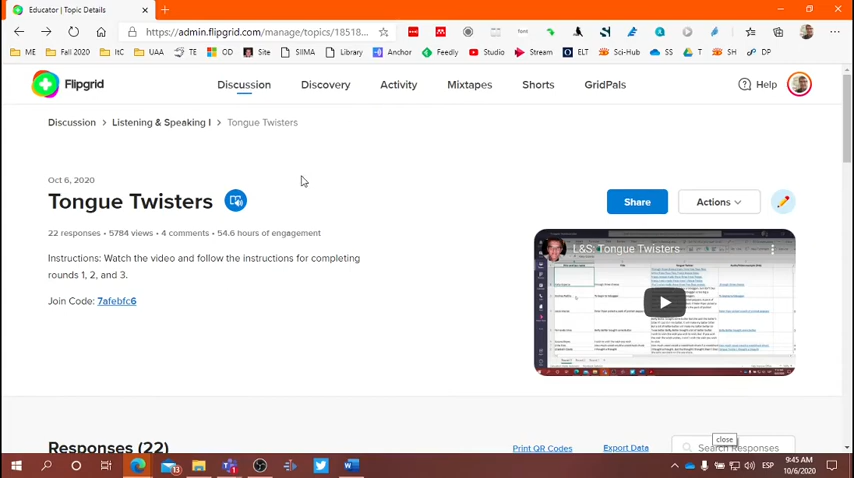 Educator | Topic Details
https://admin.flipgrid.com/manage/topics/18518...
ME Fall 2020 ItC UAA TE OD Site SIIMA Library Anchor Feedly Studio Stream ELT Sci-Hub SS T SH DP
Flipgrid Discussion Discovery Activity Mixtapes Shorts GridPals Help
Discussion > Listening & Speaking I > Tongue Twisters
Oct 6, 2020
Tongue Twisters
Share Actions
22 responses • 5784 views • 4 comments • 54.6 hours of engagement
L&S: Tongue Twisters
Instructions: Watch the video and follow the instructions for completing
rounds 1, 2, and 3.
Join Code: 7afebfc6
close
Responses (22) Print QR Codes Export Data Search Responses
13 ESP 9:45 AM
10/6/2020